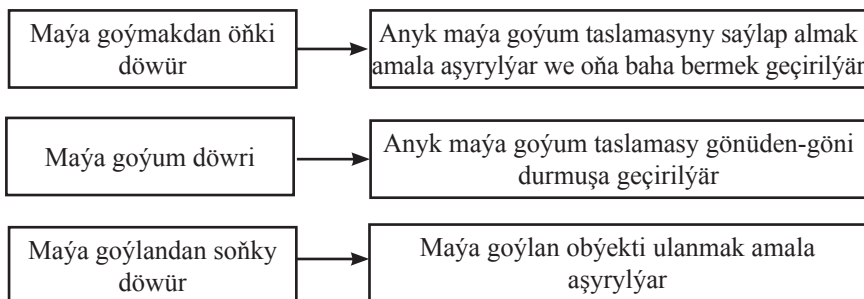 Maýa goýmakdan öňki
döwür
Anyk maýa goýum taslamasyny saýlap almak
amala aşyrylýar we oňa baha bermek geçirilýär
Maýa goýum döwri
Anyk maýa goýum taslamasy gönüden-göni
durmuşa geçirilýär
Maýa goýlandan soňky
döwür
Maýa goýlan obýekti ulanmak amala
aşyrylýar